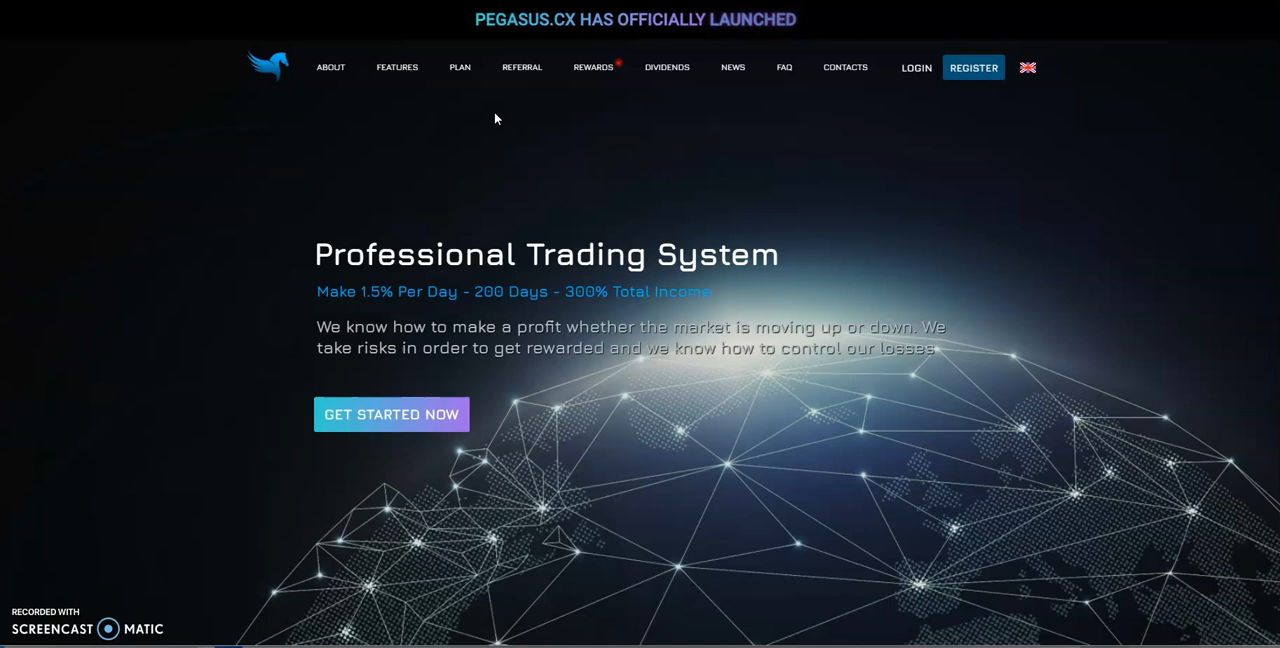 PEGASUS.CX HAS OFFICIALLY LAUNCHED
ABOUT FEATURES PLAN REFERRAL REWARDS DIVIDENDS NEWS FAQ CONTACTS LOGIN REGISTER
Professional Trading System
Make 1.5% Per Day - 200 Days - 300% Total Income
We know how to make a profit whether the market is moving up or down. We
take risks in order to get rewarded and we know how to control our losses.
GET STARTED NOW
RECORDED WITH
SCREENCAST MATIC